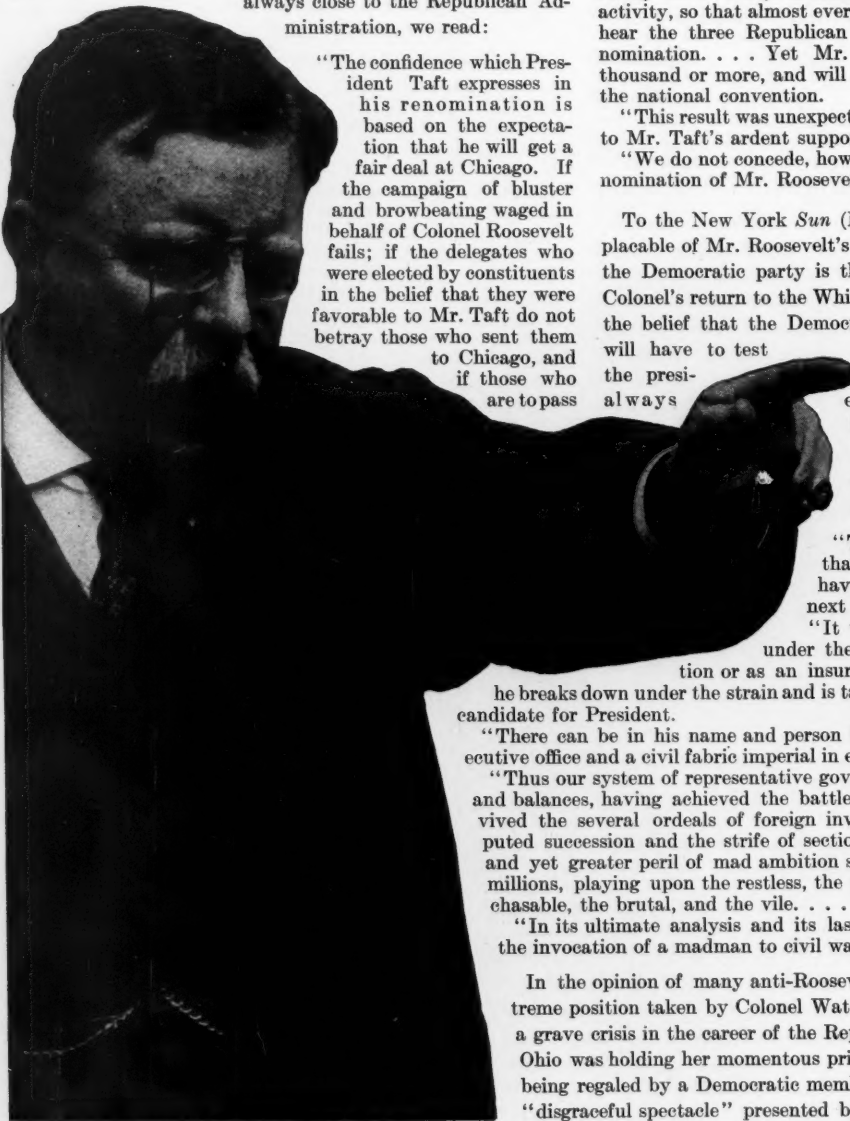 always close to the Republican Ad-
ministration, we read:
"The confidence which Pres-
ident Taft expresses in
his renomination is
based on the expecta-
tion that he will get a
fair deal at Chicago. If
the campaign of bluster
and browbeating waged in
behalf of Colonel Roosevelt
fails; if the delegates who
were elected by constituents
in the belief that they were
favorable to Mr. Taft do not
betray those who sent them
to Chicago, and
if those who
are to pass
activity, so that almost ever
hear the three Republican
nomination. . . . Yet Mr.
thousand or more, and will
the national convention.
"This result was unexpect
to Mr. Taft's ardent suppo
"We do not concede, how
nomination of Mr. Rooseve
To the New York Sun (
placable of Mr. Roosevelt's
the Democratic party is th
Colonel's return to the Whi
the belief that the Democ
will have to test
the presi-
always
tha
hav
next
"It
under the
tion or as an insur
he breaks down under the strain and is ta
candidate for President.
"There can be in his name and person
ecutive office and a civil fabric imperial in e
"Thus our system of representative gov
and balances, having achieved the battle
vived the several ordeals of foreign inv
puted succession and the strife of sectio
and yet greater peril of mad ambition s
millions, playing upon the restless, the
chasable, the brutal, and the vile. . . .
"In its ultimate analysis and its las
the invocation of a madman to civil wa
In the opinion of many anti-Roosev
treme position taken by Colonel Wat
a grave crisis in the career of the Rep
Ohio was holding her momentous pri
being regaled by a Democratic mem
"disgraceful spectacle" presented b